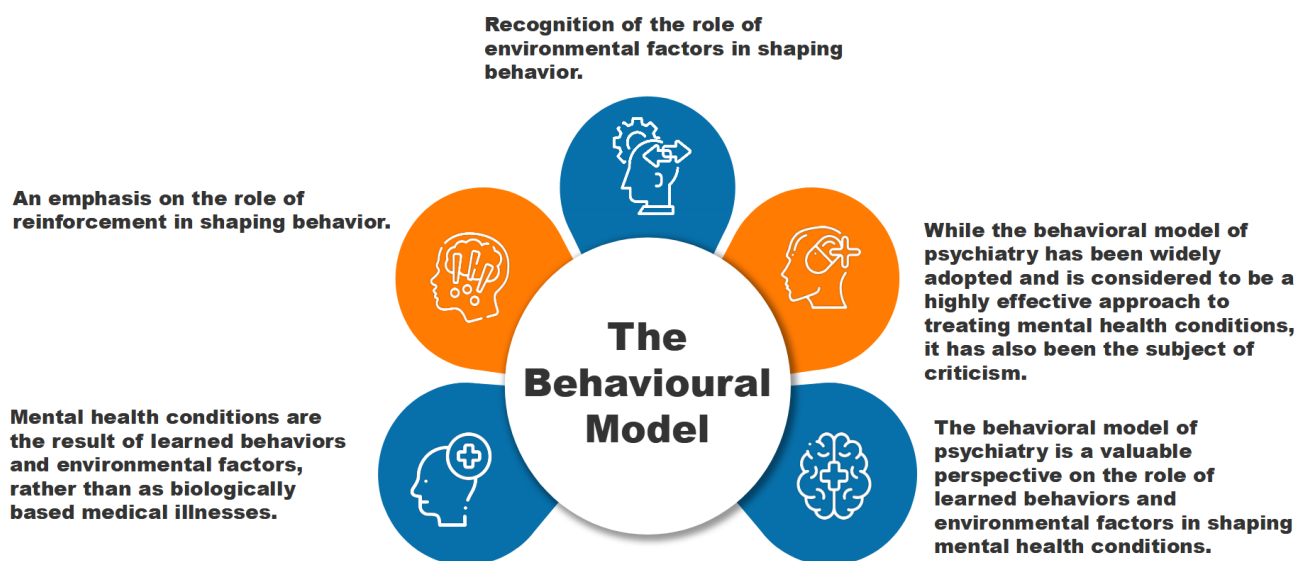 Recognition of the role of
environmental factors in shaping
behavior.
An emphasis on the role of
reinforcement in shaping behavior.
While the behavioral model of
psychiatry has been widely
adopted and is considered to be a
highly effective approach to
treating mental health conditions,
it has also been the subject of
criticism.
The
Behavioural
Model
Mental health conditions are
the result of learned behaviors
and environmental factors,
rather than as biologically
based medical illnesses.
The behavioral model of
psychiatry is a valuable
perspective on the role of
learned behaviors and
environmental factors in shaping
mental health conditions.